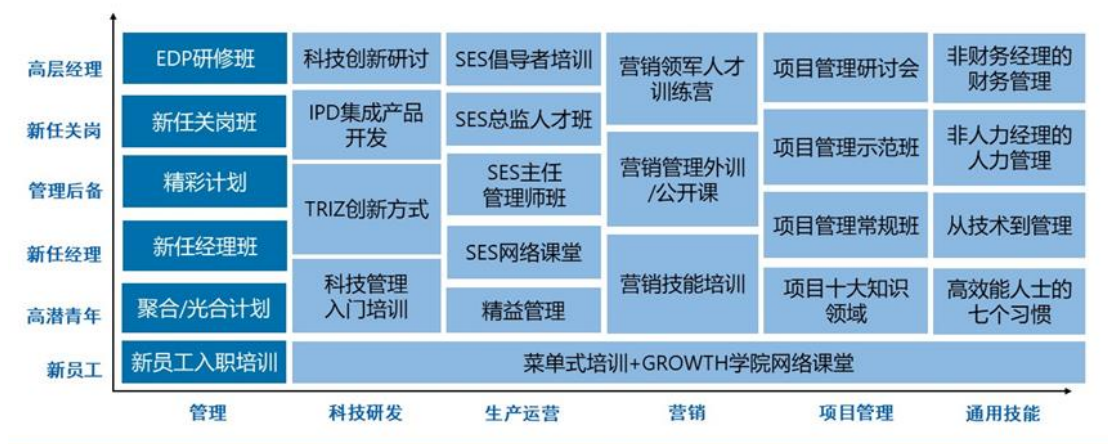 高层经理
新任关岗
管理后备
新任经理
高潜青年
新员工
EDP研修班
新任关岗班
精彩计划
新任经理班
聚合/光合计划
新员工入职培训
科技创新研讨
IPD集成产品
开发
TRIZ创新方式
科技管理
入门培训
SES倡导者培训
SES总监人才班
SES主任
管理师班
SES网络课堂
精益管理
营销领军人才
训练营
营销管理外训
/公开课
营销技能培训
项目管理研讨会
项目管理示范班
项目管理常规班
项目十大知识
领域
非财务经理的
财务管理
非人力经理的
人力管理
从技术到管理
高效能人士的
七个习惯
菜单式培训+GROWTH学院网络课堂
管理
科技研发
生产运营
营销
项目管理
通用技能